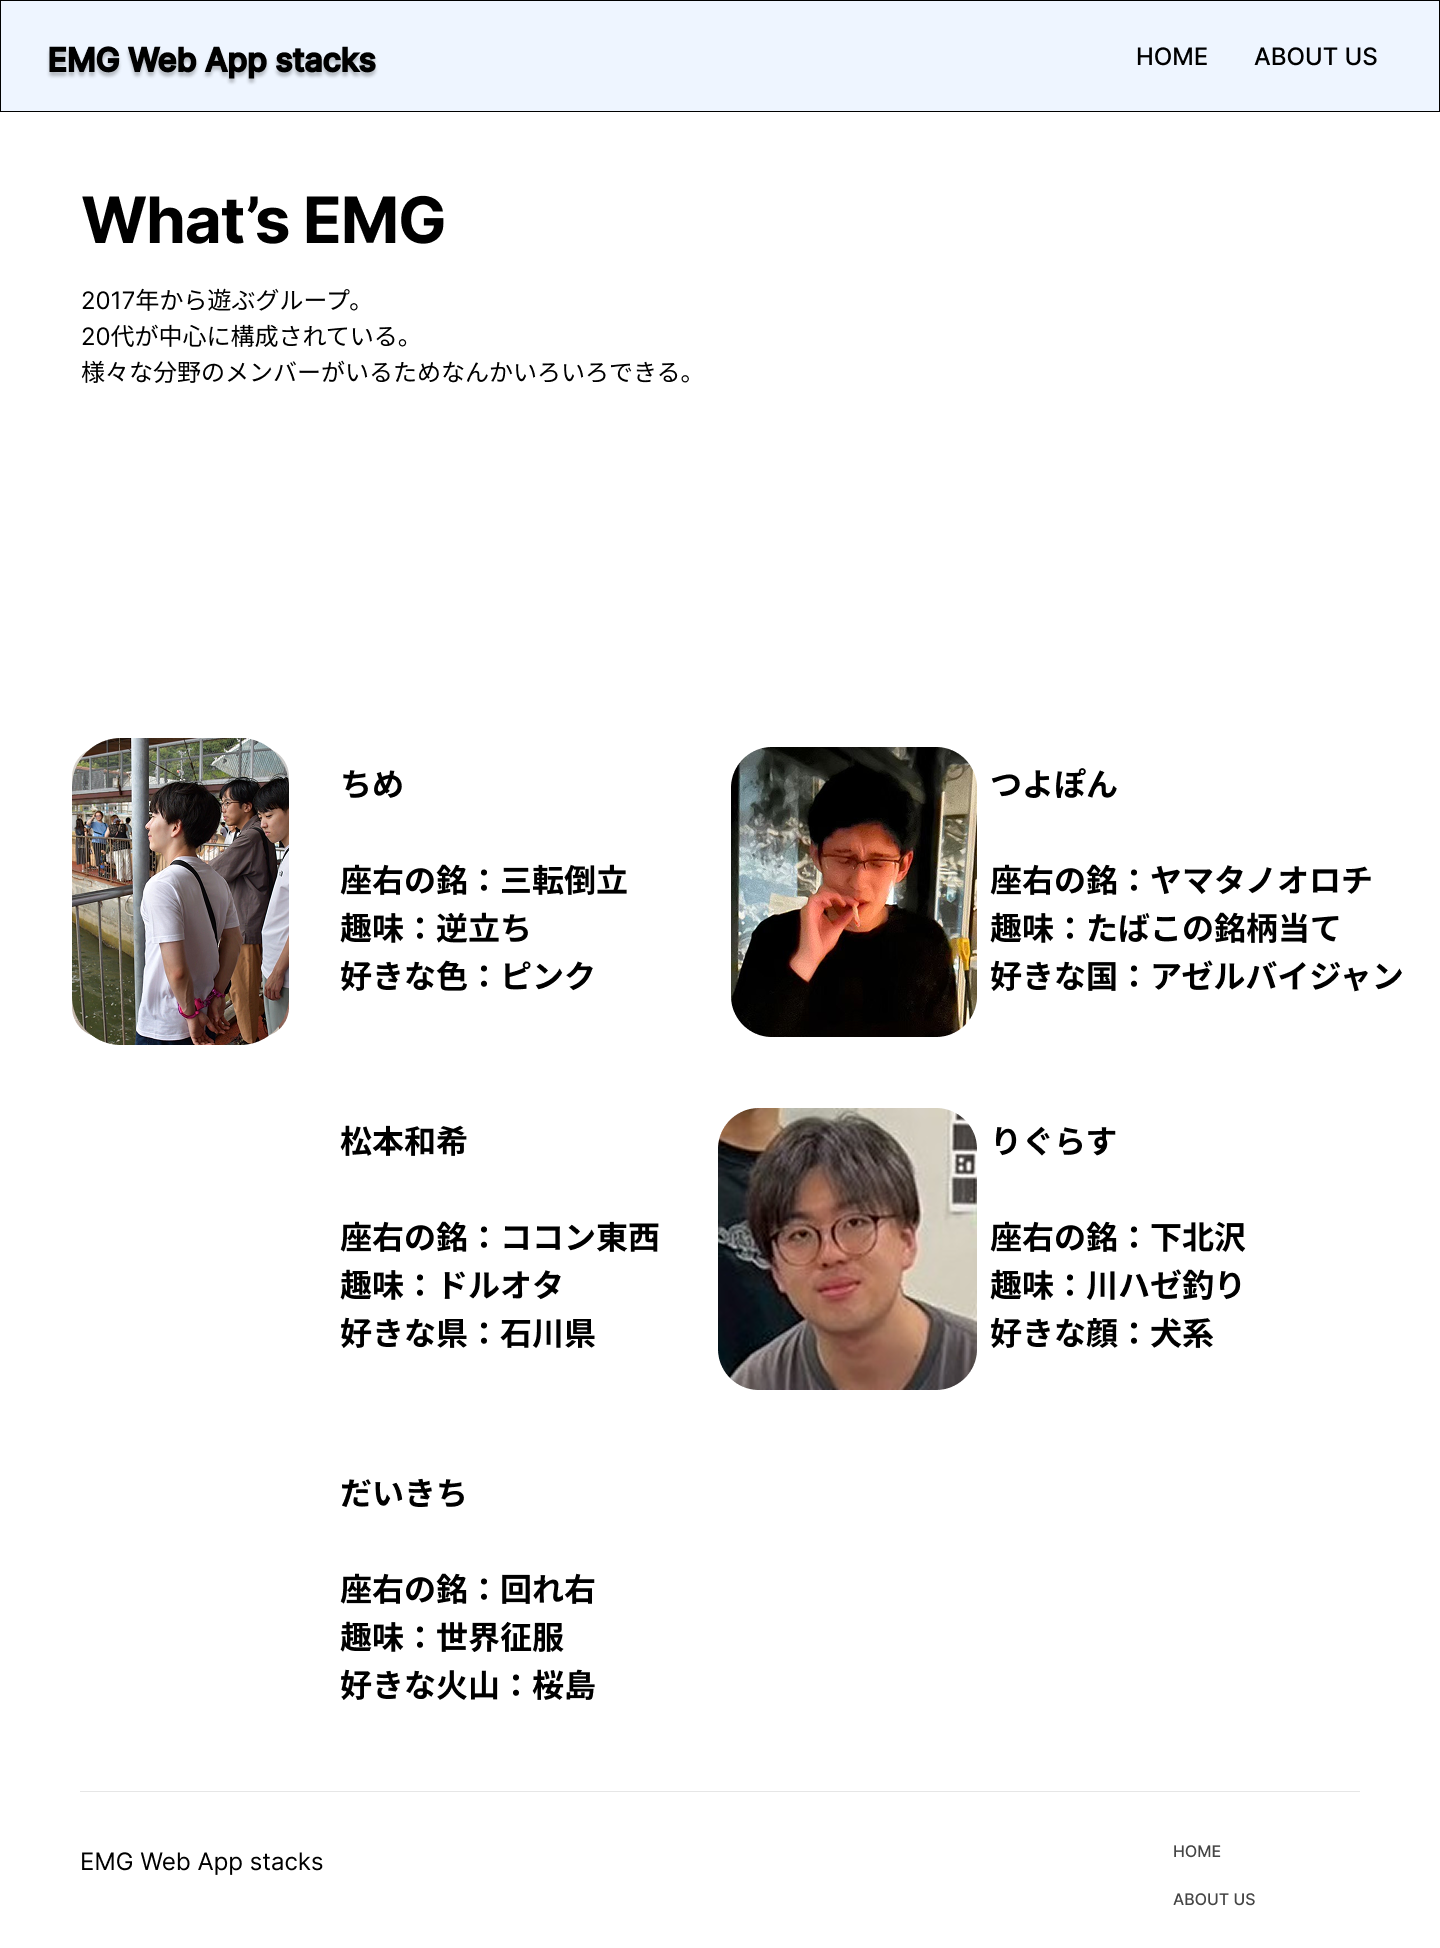 EMG Web App stacks
HOME
ABOUT US
What’s EMG
2017年から遊ぶグループ。
20代が中心に構成されている。
様々な分野のメンバーがいるためなんかいろいろできる。
ちめ
座右の銘：三転倒立
趣味：逆立ち
好きな色：ピンク
つよぽん
座右の銘：ヤマタノオロチ
趣味：たばこの銘柄当て
好きな国：アゼルバイジャン
松本和希
座右の銘：ココン東西
趣味：ドルオタ
好きな県：石川県
りぐらす
座右の銘：下北沢
趣味：川ハゼ釣り
好きな顔：犬系
だいきち
座右の銘：回れ右
趣味：世界征服
好きな火山：桜島
EMG Web App stacks
HOME
ABOUT US